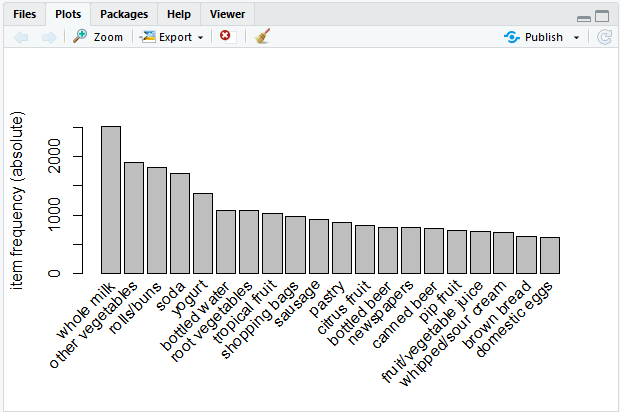 Files Plots Packages Help Viewer
Zoom Export Publish
item frequency (absolute)
2000
1000
0
whole milk
other vegetables
rolls/buns
soda
yogurt
bottled water
root vegetables
tropical fruit
shopping bags
sausage
pastry
citrus fruit
bottled beer
newspapers
canned beer
pip fruit
fruit/vegetable juice
whipped/sour cream
brown bread
domestic eggs